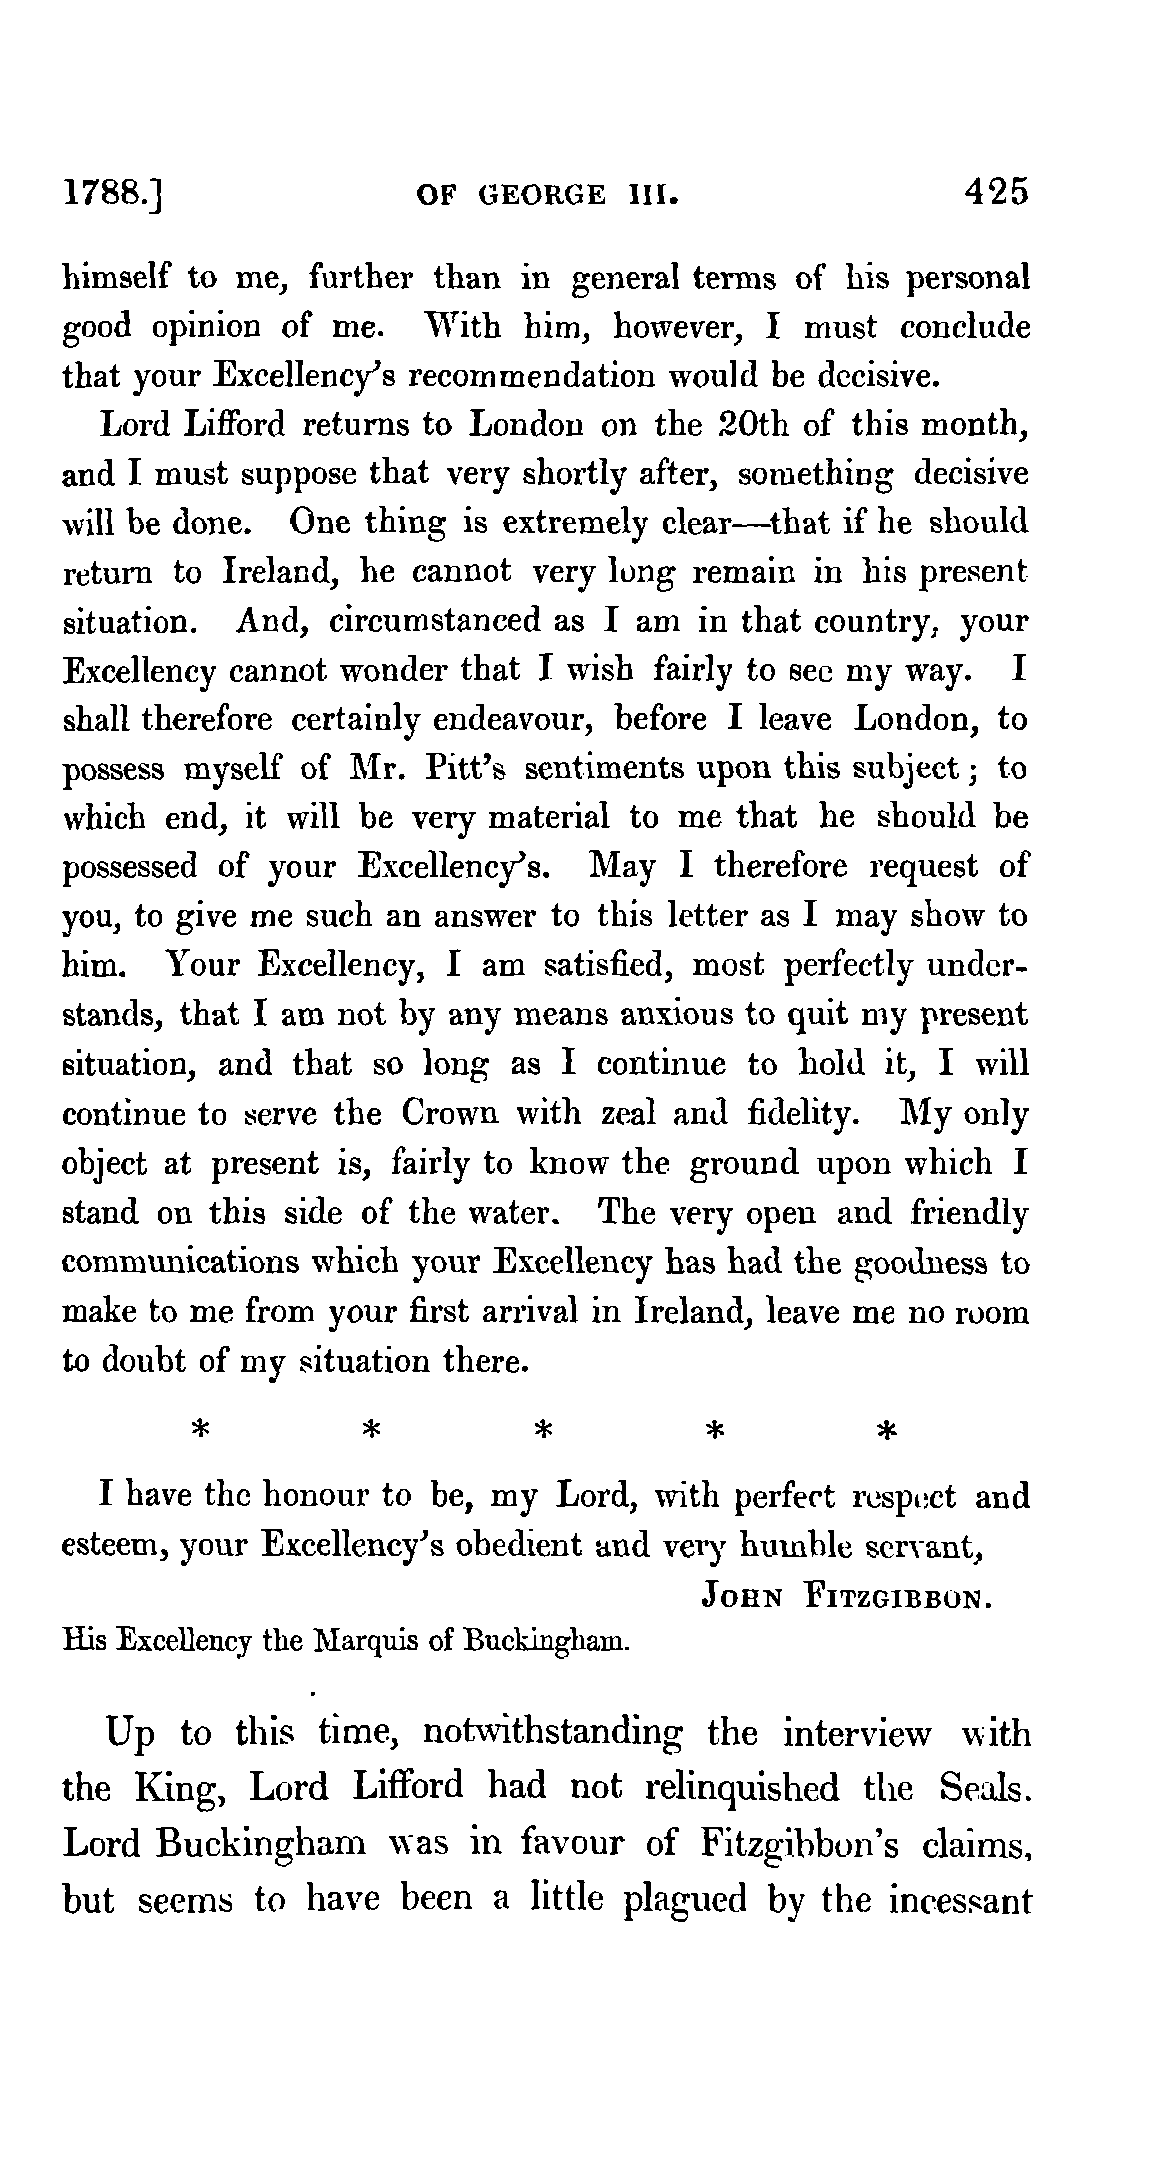 1788.] OF GEORGE III. 425
himself to me, further than in general terms of his personal
good opinion of me. With him, however, I must conclude
that your Excellency's recommendation would be decisive.
Lord Lifford returns to London on the 20th of this month,
and I must suppose that very shortly after, something decisive
will be done. One thing is extremely clear—that if he should
return to Ireland, he cannot very long remain in his present
situation. And, circumstanced as I am in that country, your
Excellency cannot wonder that I wish fairly to see my way. I
shall therefore certainly endeavour, before I leave London, to
possess myself of Mr. Pitt's sentiments upon this subject; to
which end, it will be very material to me that he should be
possessed of your Excellency's. May I therefore request of
you, to give me such an answer to this letter as I may show to
him. Your Excellency, I am satisfied, most perfectly under-
stands, that I am not by any means anxious to quit my present
situation, and that so long as I continue to hold it, I will
continue to serve the Crown with zeal and fidelity. My only
object at present is, fairly to know the ground upon which I
stand on this side of the water. The very open and friendly
communications which your Excellency has had the goodness to
make to me from your first arrival in Ireland, leave me no room
to doubt of my situation there.
* * * * *
I have the honour to be, my Lord, with perfect respect and
esteem, your Excellency's obedient and very humble servant,
JOHN FITZGIBBON.
His Excellency the Marquis of Buckingham.
Up to this time, notwithstanding the interview with
the King, Lord Lifford had not relinquished the Seals.
Lord Buckingham was in favour of Fitzgibbon's claims,
but seems to have been a little plagued by the incessant